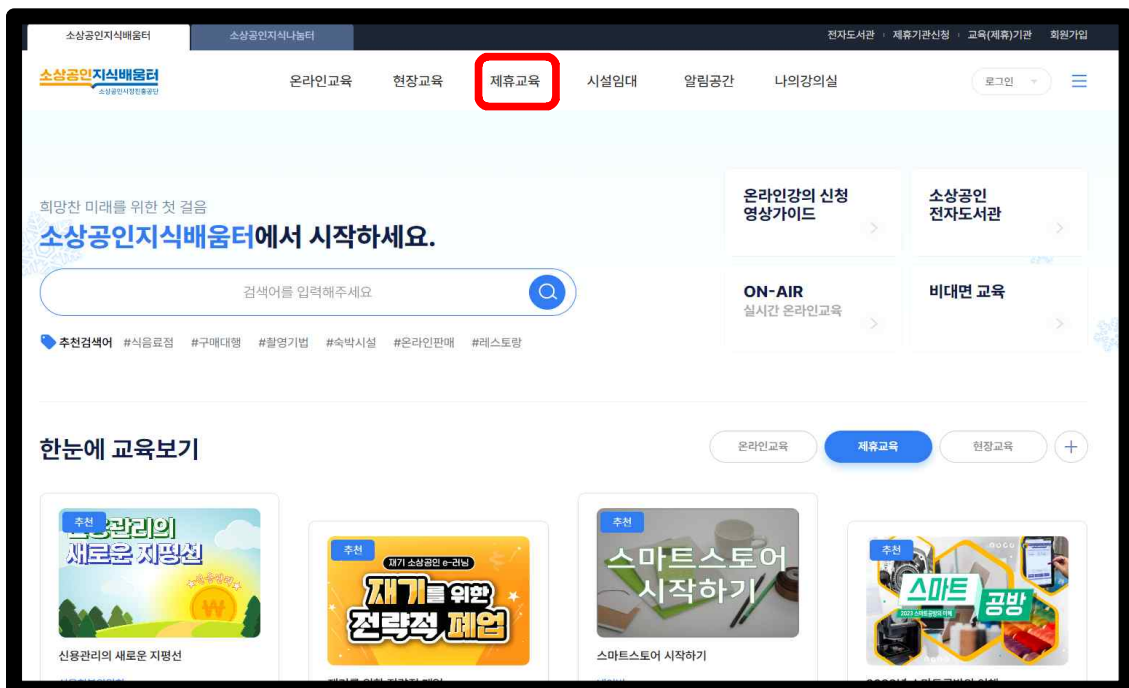 소상공인지식배움터
소상공인지식나눔터
전자도서관 제휴기관신청 교육(제휴)기관 회원가입
소상공인지식배움터
소상공인시장진흥공단
온라인교육 현장교육 제휴교육 시설임대 알림공간 나의강의실
로그인
희망찬 미래를 위한 첫 걸음
소상공인지식배움터에서 시작하세요.
검색어를 입력해주세요
추천검색어 #식음료점 #구매대행 #촬영기법 #숙박시설 #온라인판매 #레스토랑
온라인강의 신청
영상가이드
소상공인
전자도서관
ON-AIR
실시간 온라인교육
비대면 교육
한눈에 교육보기
온라인교육 제휴교육 현장교육
추천
신용관리의
새로운 지평선
신용관리의 새로운 지평선
추천
재기 소상공인 e-러닝
재기를 위한
전략적 폐업
추천
스마트스토어
시작하기
스마트스토어 시작하기
추천
스마트
공방